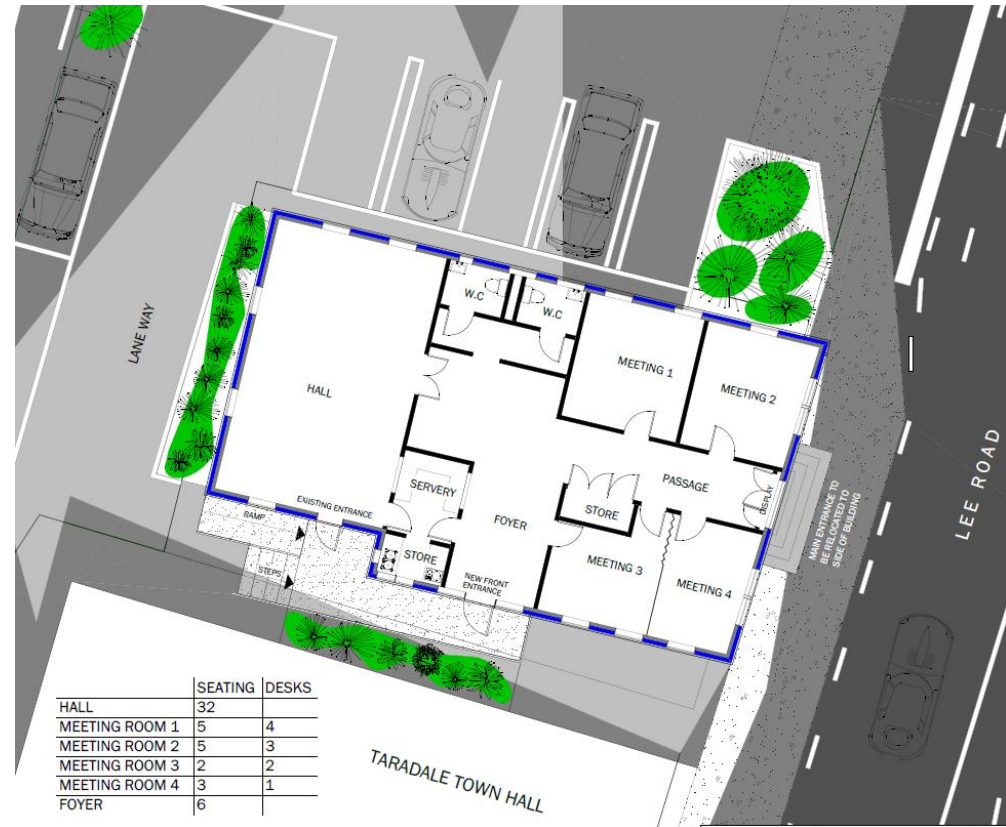 LANE WAY
HALL
W.C
W.C
MEETING 1
MEETING 2
EXISTING ENTRANCE
RAMP
STEPS
SERVERY
STORE
FOYER
NEW FRONT
ENTRANCE
STORE
PASSAGE
DISPLAY
MEETING 3
MEETING 4
MAIN ENTRANCE TO
BE RELOCATED TO
SIDE OF BUILDING
LEE ROAD
TARADALE TOWN HALL
SEATING DESKS
HALL 32
MEETING ROOM 1 5 4
MEETING ROOM 2 5 3
MEETING ROOM 3 2 2
MEETING ROOM 4 3 1
FOYER 6